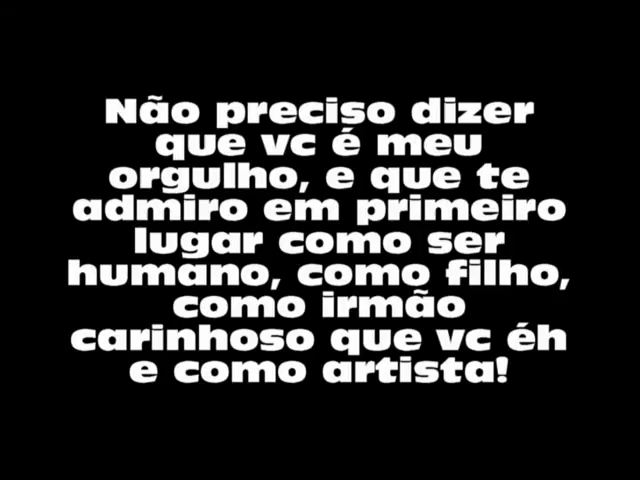 Não preciso dizer
que vc é meu
orgulho, e que te
admiro em primeiro
lugar como ser
humano, como filho,
como irmão
carinhoso que vc éh
e como artista!